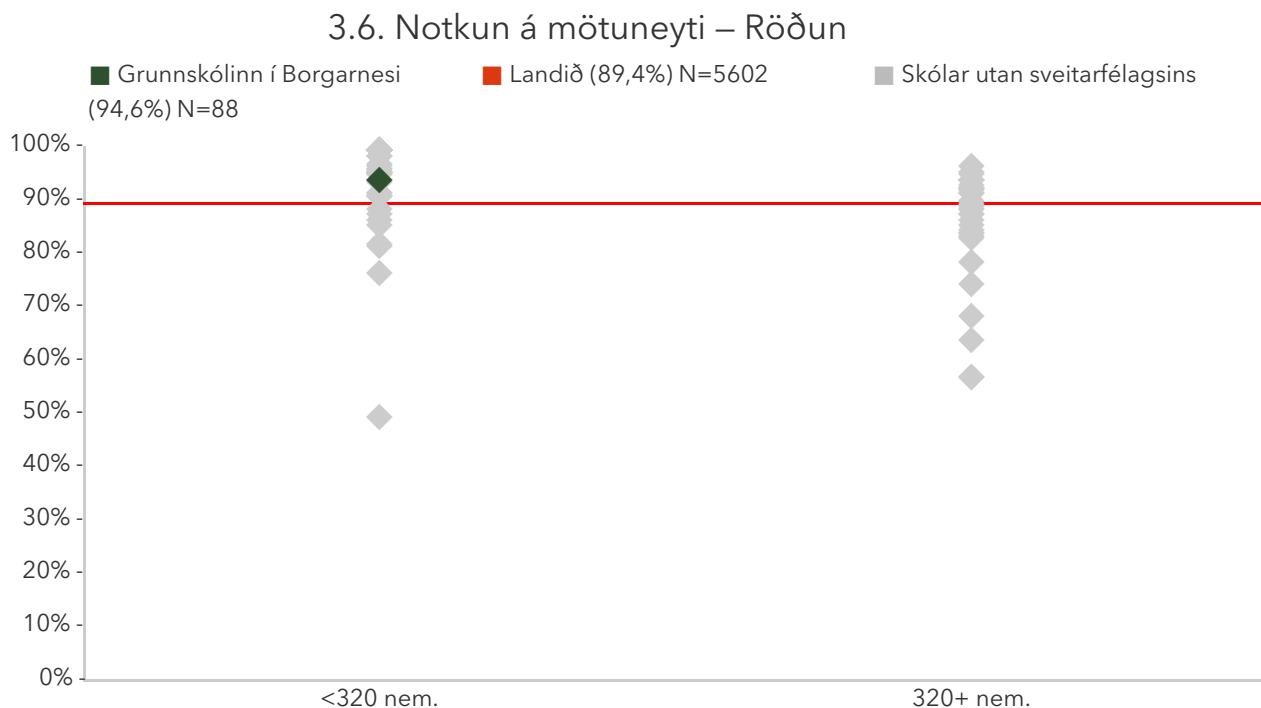 3.6. Notkun á mötuneyti – Röðun
Grunnskólinn í Borgarnesi
(94,6%) N=88
Landið (89,4%) N=5602
Skólar utan sveitarfélagsins
100%
90%
80%
70%
60%
50%
40%
30%
20%
10%
0%
<320 nem.
320+ nem.